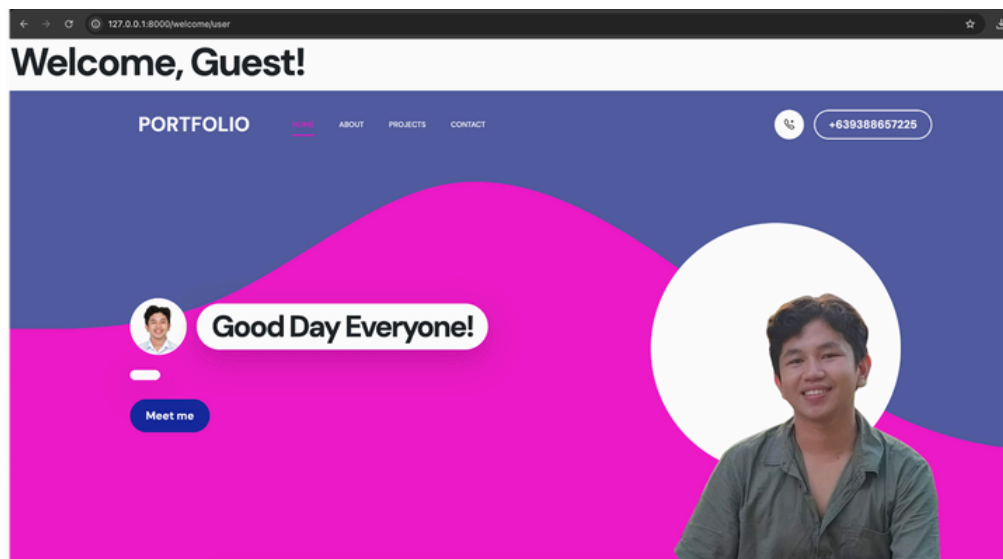 127.0.0.1:8000/welcome/user
Welcome, Guest!
PORTFOLIO HOME ABOUT PROJECTS CONTACT +639388657225
Good Day Everyone!
Meet me